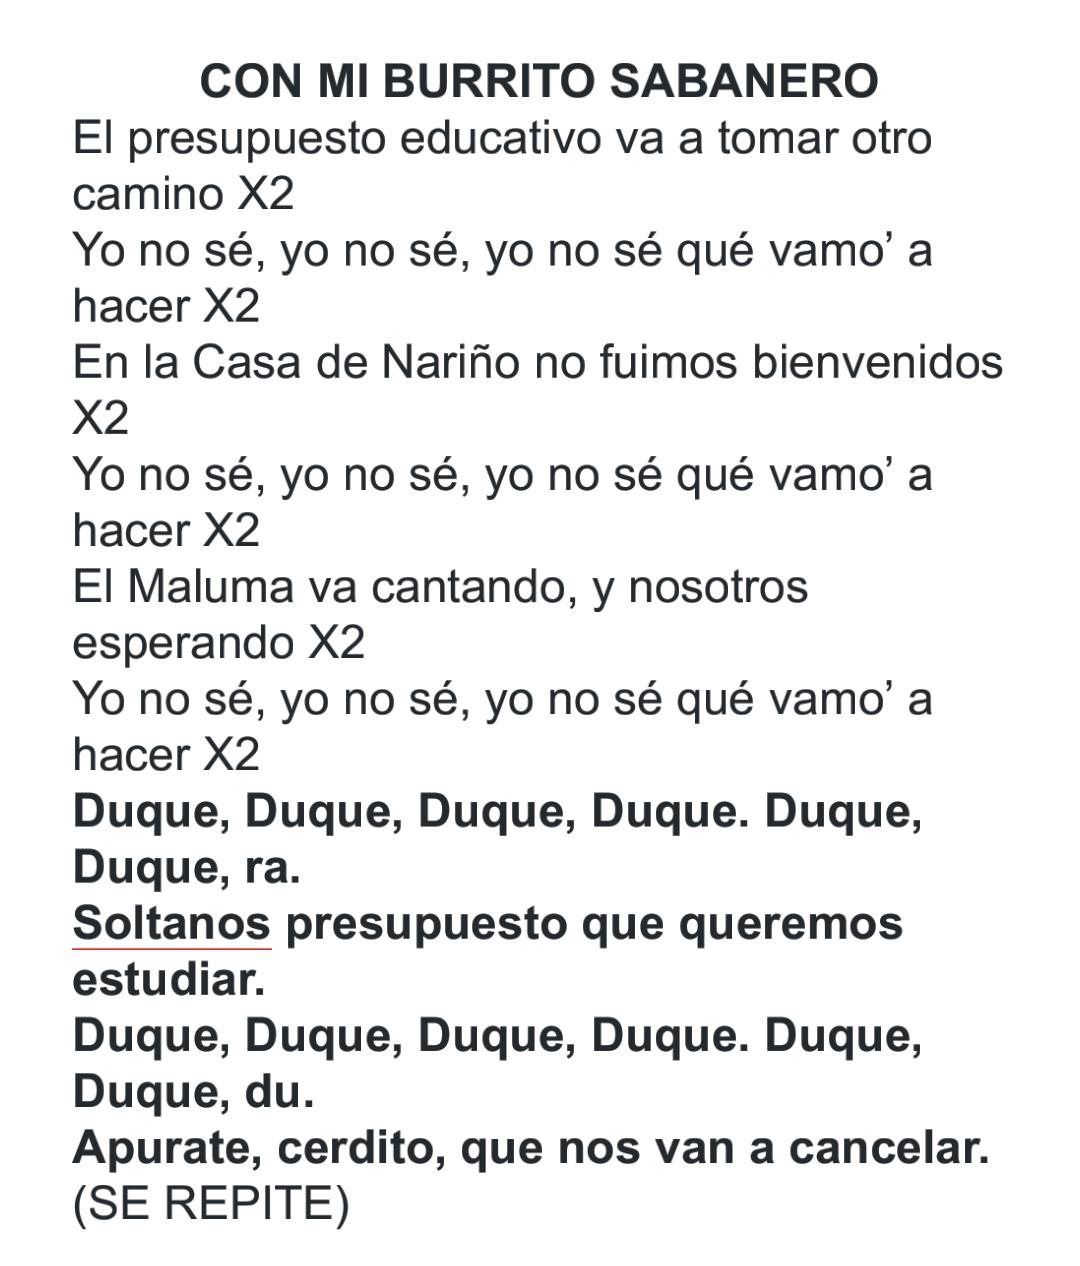 CON MI BURRITO SABANERO
El presupuesto educativo va a tomar otro
camino X2
Yo no sé, yo no sé, yo no sé qué vamo’ a
hacer X2
En la Casa de Nariño no fuimos bienvenidos
X2
Yo no sé, yo no sé, yo no sé qué vamo’ a
hacer X2
El Maluma va cantando, y nosotros
esperando X2
Yo no sé, yo no sé, yo no sé qué vamo’ a
hacer X2
Duque, Duque, Duque, Duque. Duque,
Duque, ra.
Soltanos presupuesto que queremos
estudiar.
Duque, Duque, Duque, Duque. Duque,
Duque, du.
Apurate, cerdito, que nos van a cancelar.
(SE REPITE)